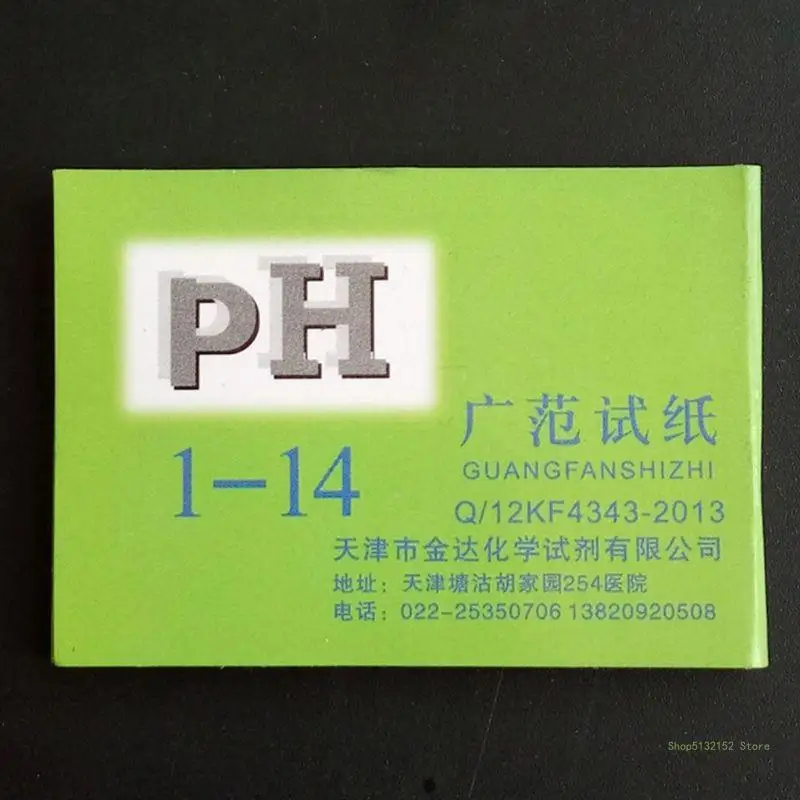 pH
1-14
广范试纸
GUANGFANSHIZHI
Q/12KF4343-2013
天津市金达化学试剂有限公司
地址：天津塘沽胡家园254医院
电话：022-25350706 13820920508
Shop5132152 Store